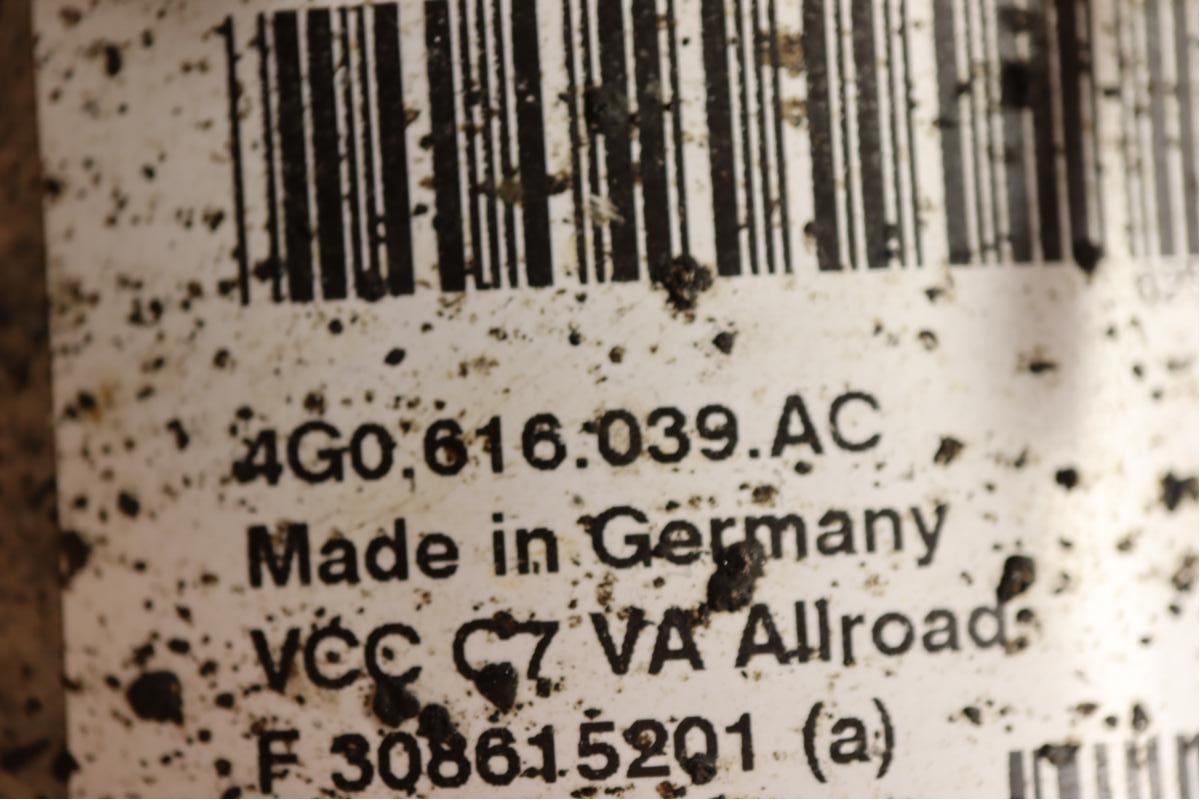 4G0.616.039.AC
Made in Germany
VCC C7 VA Allroad
F 308615201 (a)